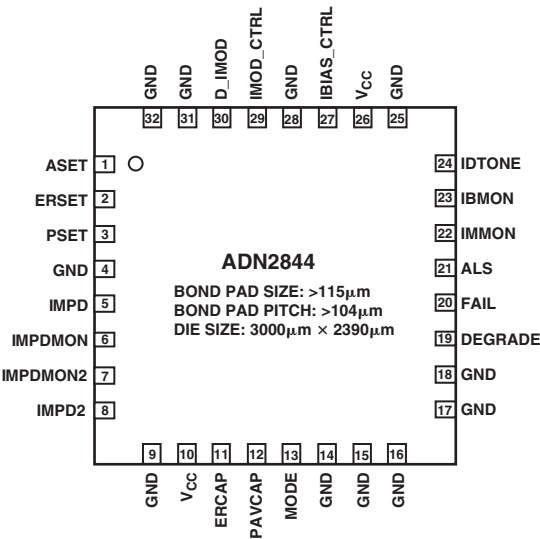 GND
GND
D_IMOD
IMOD_CTRL
GND
IBIAS_CTRL
VCC
GND
32 31 30 29 28 27 26 25
ASET 1
ERSET 2
PSET 3
GND 4
IMPD 5
IMPDMON 6
IMPDMON2 7
IMPD2 8
ADN2844
BOND PAD SIZE: >115μm
BOND PAD PITCH: >104μm
DIE SIZE: 3000μm × 2390μm
24 IDTONE
23 IBMON
22 IMMON
21 ALS
20 FAIL
19 DEGRADE
18 GND
17 GND
9 10 11 12 13 14 15 16
GND
VCC
ERCAP
PAVCAP
MODE
GND
GND
GND